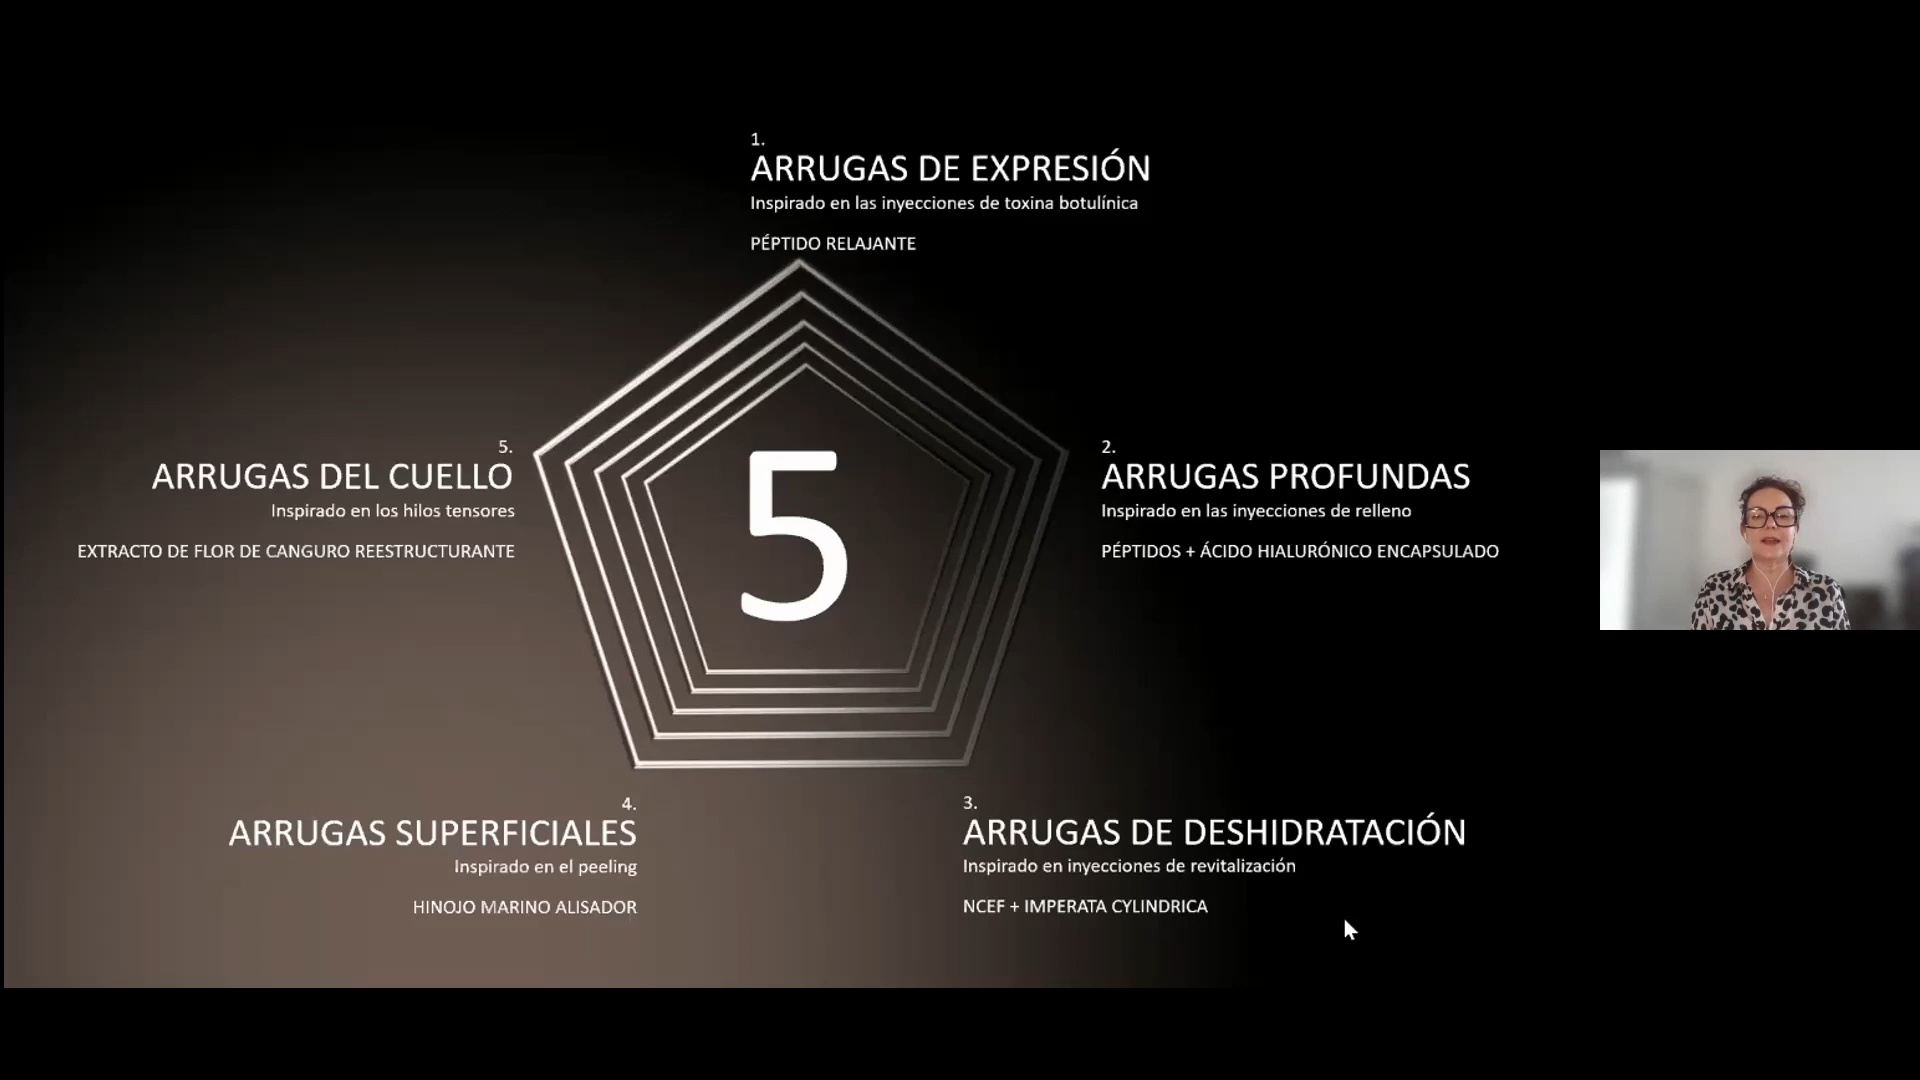 1.
ARRUGAS DE EXPRESIÓN
Inspirado en las inyecciones de toxina botulínica
PÉPTIDO RELAJANTE
5
2.
ARRUGAS PROFUNDAS
Inspirado en las inyecciones de relleno
PÉPTIDOS + ÁCIDO HIALURÓNICO ENCAPSULADO
3.
ARRUGAS DE DESHIDRATACIÓN
Inspirado en inyecciones de revitalización
NCEF + IMPERATA CYLINDRICA
4.
ARRUGAS SUPERFICIALES
Inspirado en el peeling
HINOJO MARINO ALISADOR
5.
ARRUGAS DEL CUELLO
Inspirado en los hilos tensores
EXTRACTO DE FLOR DE CANGURO REESTRUCTURANTE